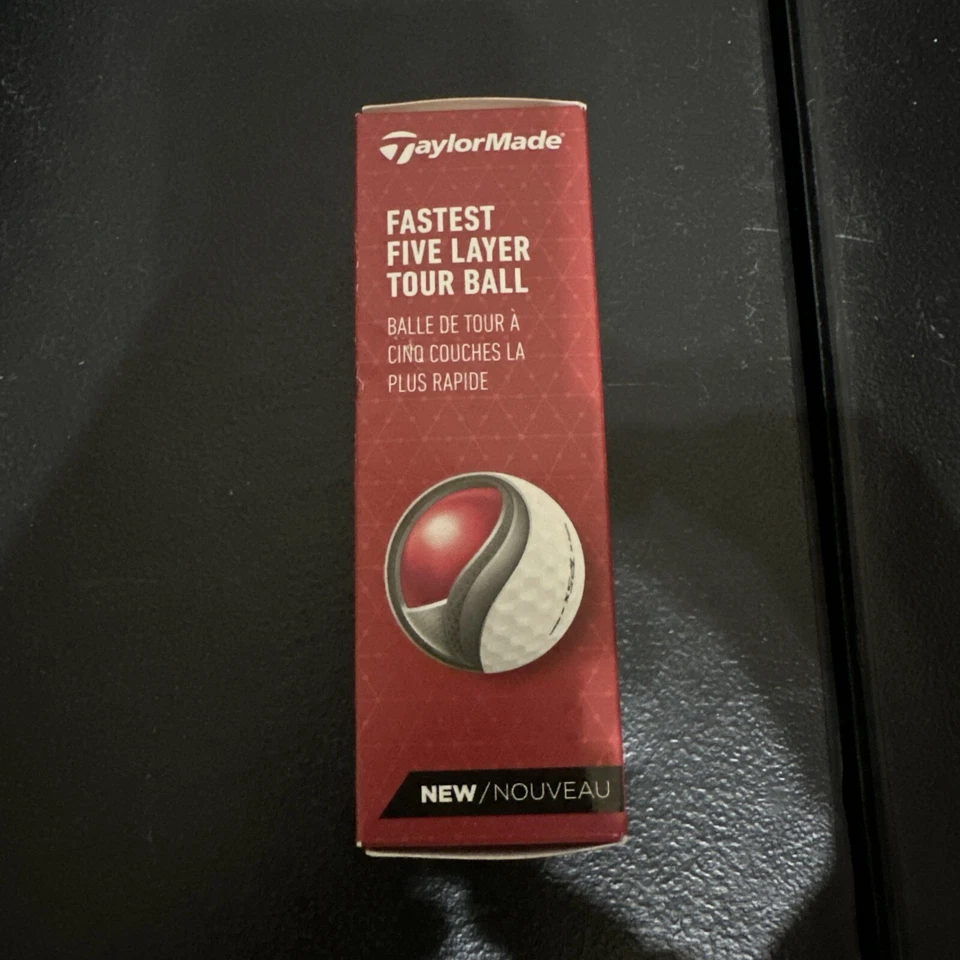 TaylorMade
FASTEST
FIVE LAYER
TOUR BALL
BALLE DE TOUR À
CINQ COUCHES LA
PLUS RAPIDE
NEW/NOUVEAU